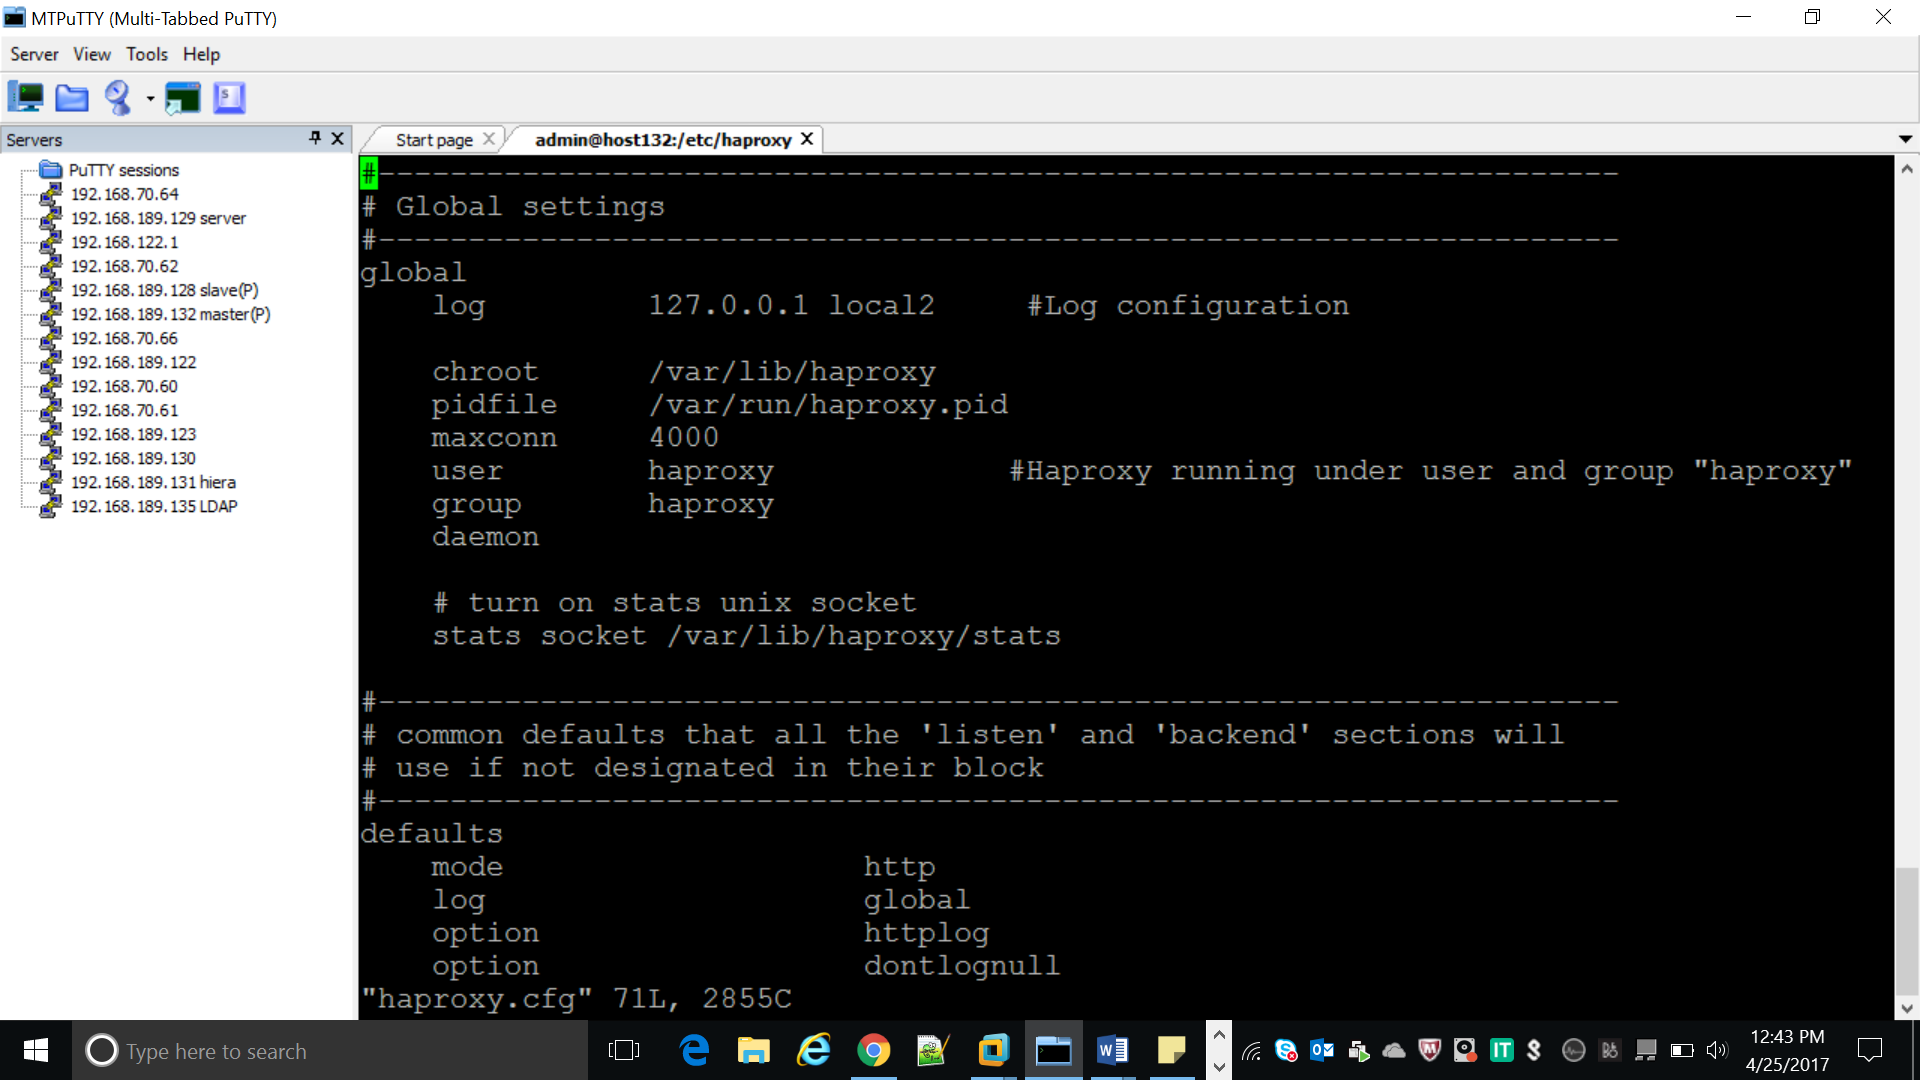 MTPuTTY (Multi-Tabbed PuTTY)
Server View Tools Help
Servers
PuTTY sessions
192.168.70.64
192.168.189.129 server
192.168.122.1
192.168.70.62
192.168.189.128 slave(P)
192.168.189.132 master(P)
192.168.70.66
192.168.189.122
192.168.70.60
192.168.70.61
192.168.189.123
192.168.189.130
192.168.189.131 hiera
192.168.189.135 LDAP
Start page admin@host132:/etc/haproxy
#---------------------------------------------------------------------
# Global settings
#---------------------------------------------------------------------
global
log 127.0.0.1 local2 #Log configuration
chroot /var/lib/haproxy
pidfile /var/run/haproxy.pid
maxconn 4000
user haproxy #Haproxy running under user and group "haproxy"
group haproxy
daemon
# turn on stats unix socket
stats socket /var/lib/haproxy/stats
#---------------------------------------------------------------------
# common defaults that all the 'listen' and 'backend' sections will
# use if not designated in their block
#---------------------------------------------------------------------
defaults
mode http
log global
option httplog
option dontlognull
"haproxy.cfg" 71L, 2855C
Type here to search
12:43 PM
4/25/2017